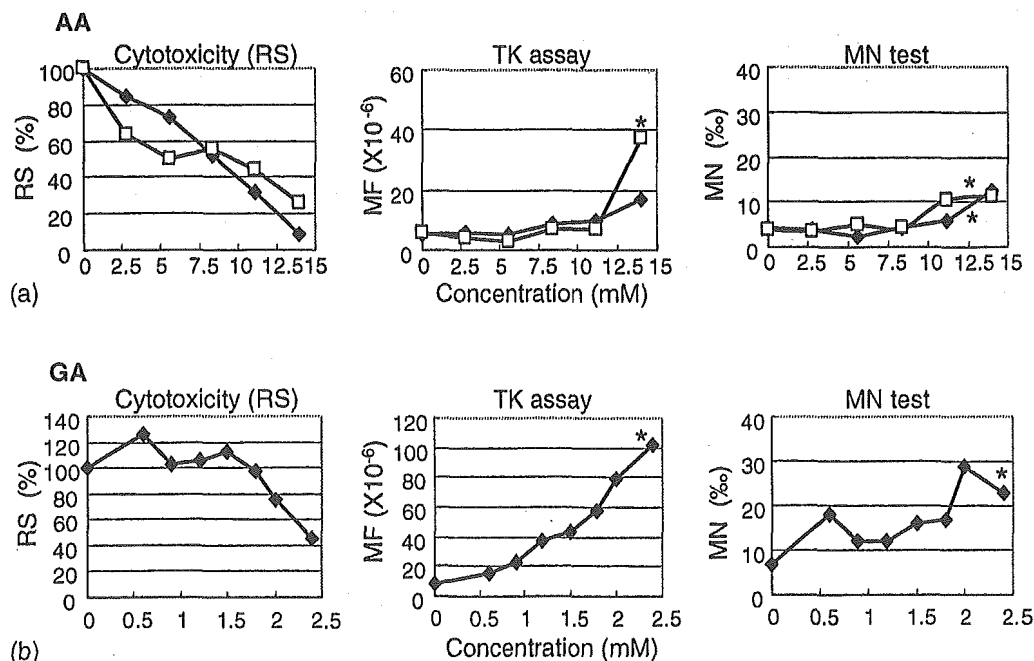 AA
Cytotoxicity (RS)
RS (%)
100
80
60
40
20
0
0 2.5 5 7.5 10 12.5 15
TK assay
MF (X10⁻⁶)
60
40
20
0
0 2.5 5 7.5 10 12.5 15
Concentration (mM)
*
MN test
MN (‰)
40
30
20
10
0
0 2.5 5 7.5 10 12.5 15
*
*
(a)
GA
Cytotoxicity (RS)
RS (%)
140
120
100
80
60
40
20
0
0 0.5 1 1.5 2 2.5
TK assay
MF (X10⁻⁶)
120
100
80
60
40
20
0
0 0.5 1 1.5 2 2.5
Concentration (mM)
*
MN test
MN (‰)
40
30
20
10
0
0 0.5 1 1.5 2 2.5
*
(b)